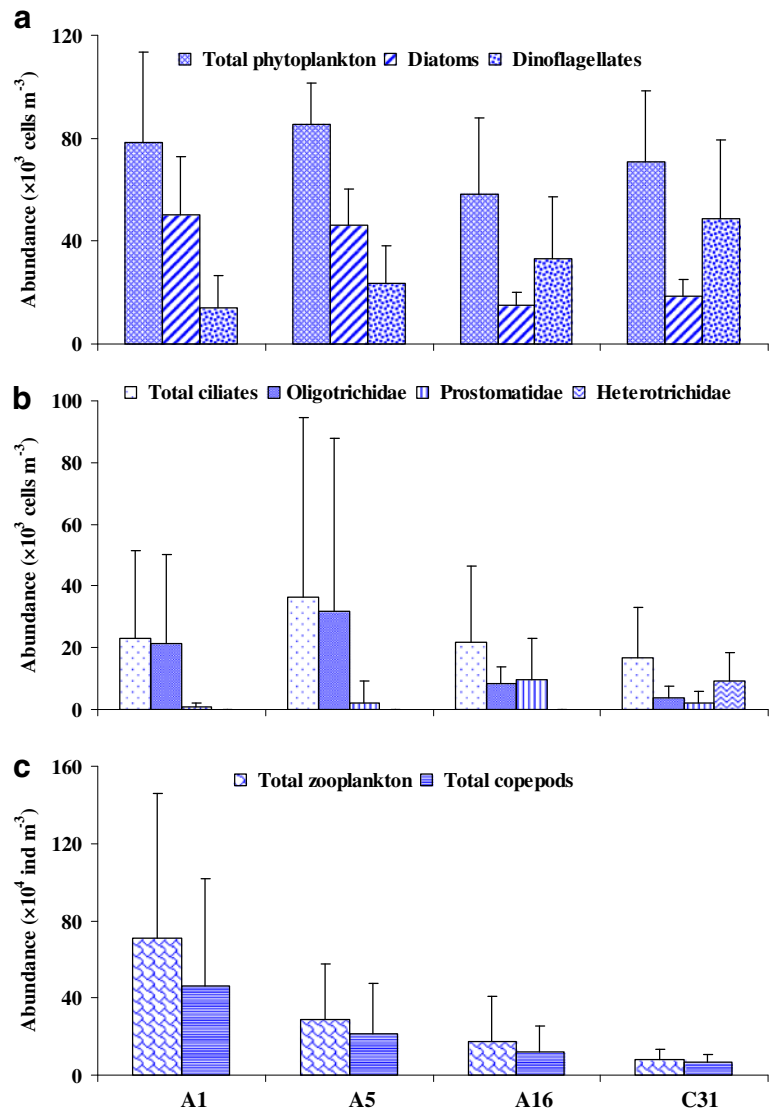 a
120
Total phytoplankton Diatoms Dinoflagellates
80
40
0
Abundance (×10³ cells m⁻³)
b
Total ciliates Oligotrichidae Prostomatidae Heterotrichidae
100
80
60
40
20
0
Abundance (×10³ cells m⁻³)
c
160
Total zooplankton Total copepods
120
80
40
0
Abundance (×10⁴ ind m⁻³)
A1 A5 A16 C31